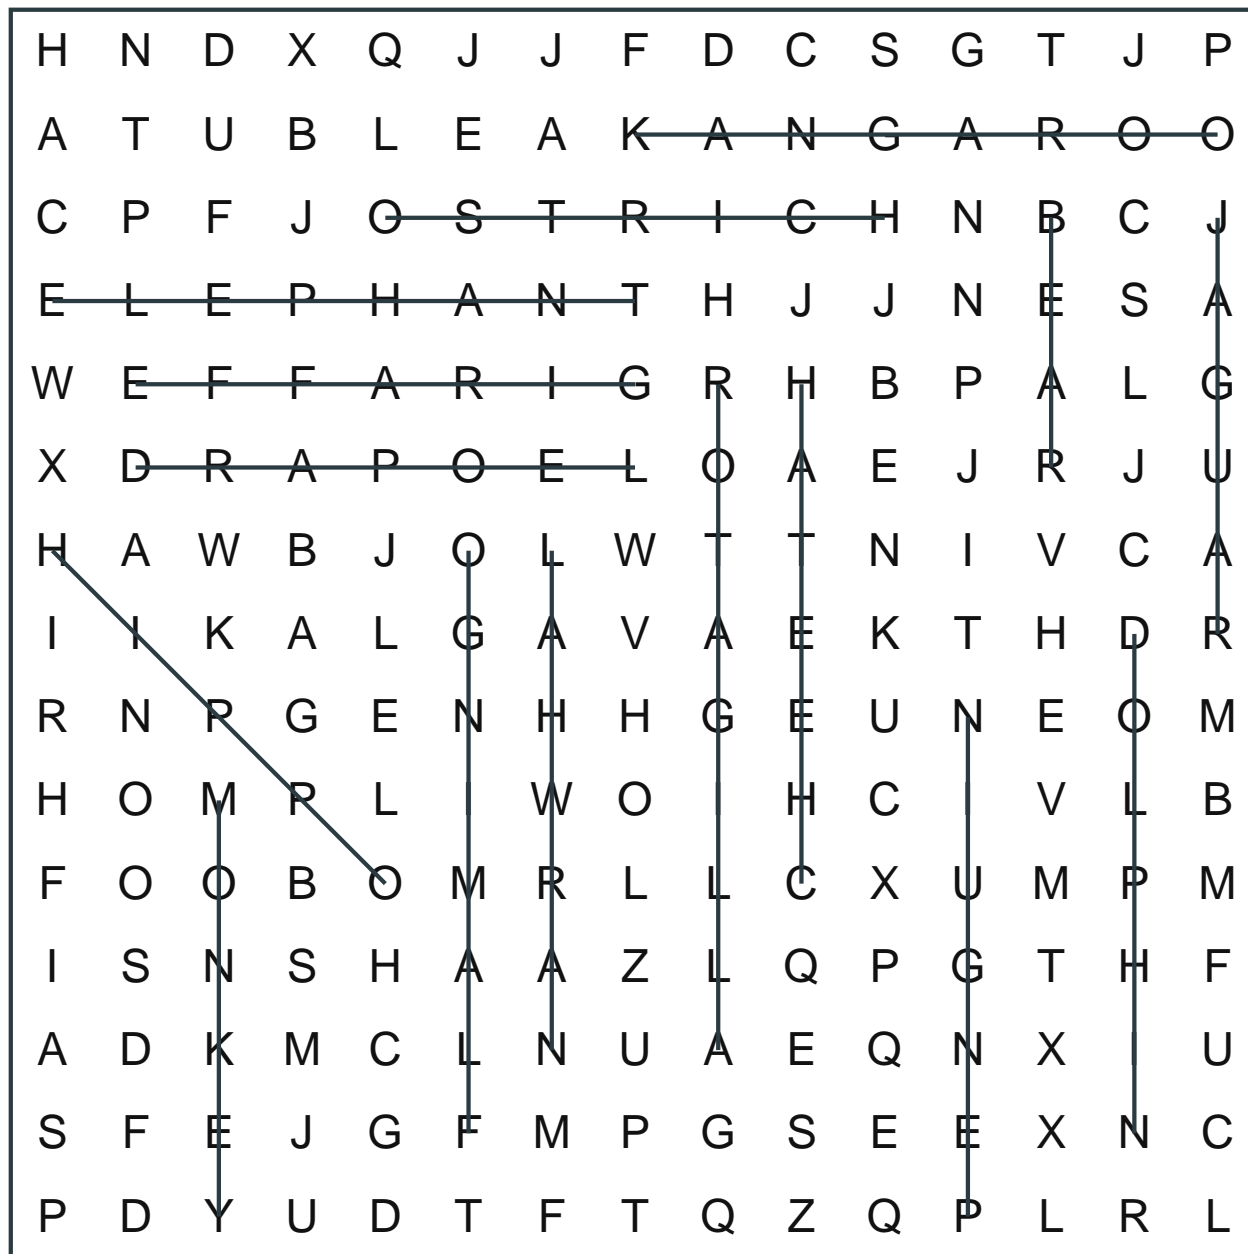 H N D X Q J J F D C S G T J P
A T U B L E A K A N G A R O O
C P F J O S T R I C H N B C J
E L E P H A N T H J J N E S A
W E F F A R I G R H B P A L G
X D R A P O E L O A E J R J U
H A W B J O L W T T N I V C A
I I K A L G A V A E K T H D R
R N P G E N H H G E U N E O M
H O M P L I W O I H C I V L B
F O O B O M R L L C X U M P M
I S N S H A A Z L Q P G T H F
A D K M C L N U A E Q N X I U
S F E J G F M P G S E E X N C
P D Y U D T F T Q Z Q P L R L